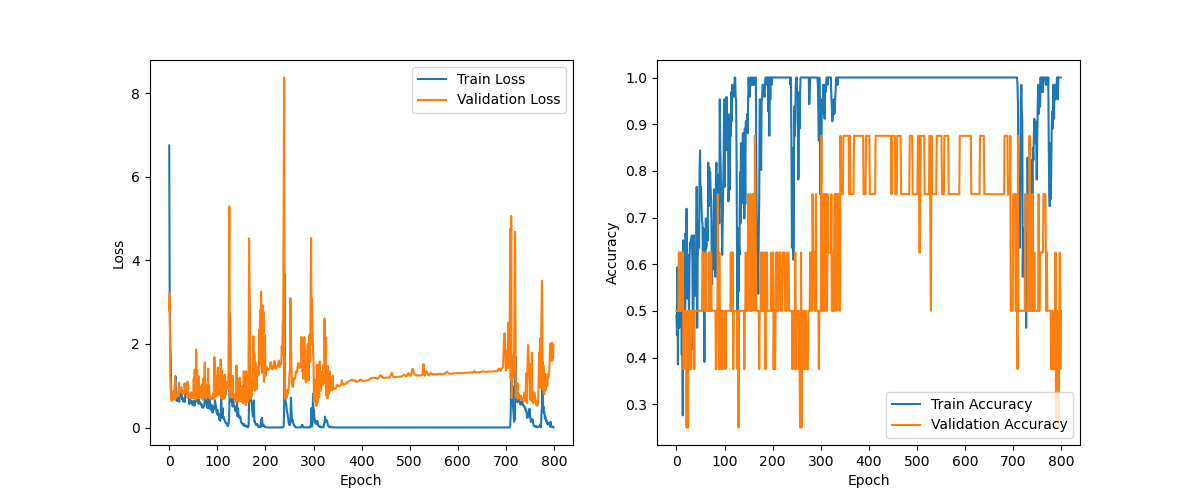 Train Loss
Validation Loss
8
6
4
2
0
Loss
0 100 200 300 400 500 600 700 800
Epoch
1.0
0.9
0.8
0.7
0.6
0.5
0.4
0.3
Accuracy
Train Accuracy
Validation Accuracy
0 100 200 300 400 500 600 700 800
Epoch